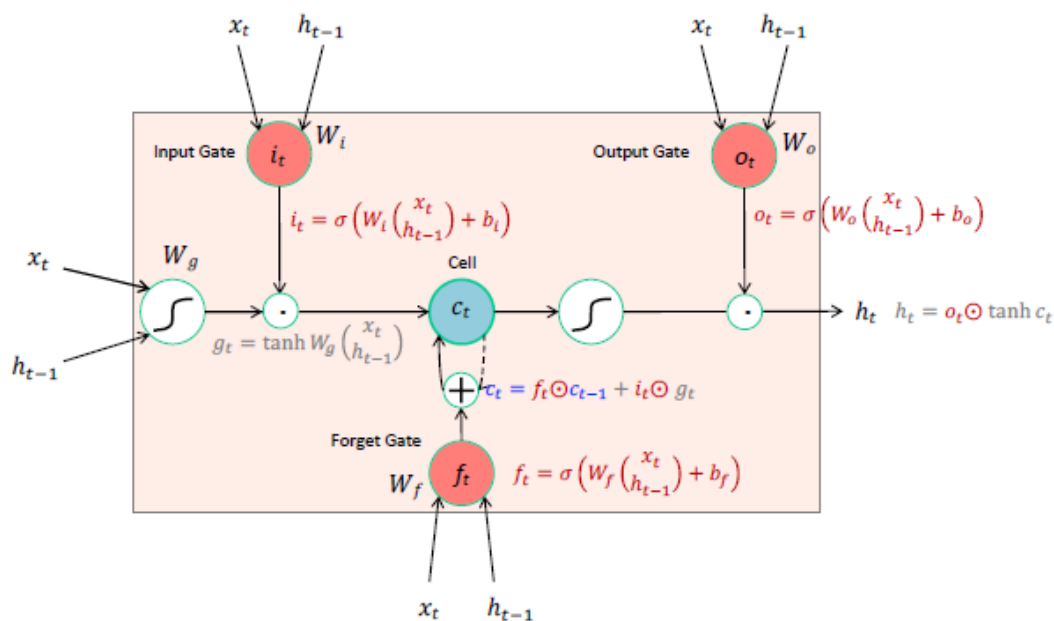 x_t h_{t-1} x_t h_{t-1}
Input Gate i_t W_i Output Gate o_t W_o
i_t = σ(W_i (x_t h_{t-1}) + b_i) o_t = σ(W_o (x_t h_{t-1}) + b_o)
x_t W_g Cell
· c_t · h_t h_t = o_t ⊙ tanh c_t
h_{t-1} g_t = tanh W_g (x_t h_{t-1})
+ c_t = f_t ⊙ c_{t-1} + i_t ⊙ g_t
Forget Gate
W_f f_t f_t = σ(W_f (x_t h_{t-1}) + b_f)
x_t h_{t-1}